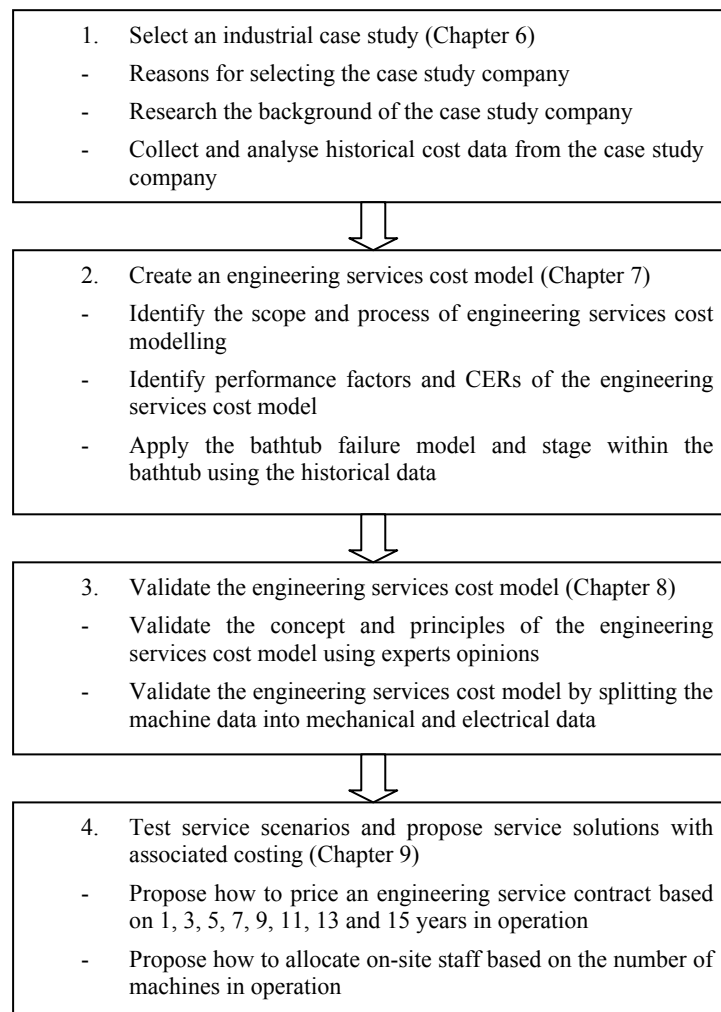 1. Select an industrial case study (Chapter 6)
- Reasons for selecting the case study company
- Research the background of the case study company
- Collect and analyse historical cost data from the case study
company
2. Create an engineering services cost model (Chapter 7)
- Identify the scope and process of engineering services cost
modelling
- Identify performance factors and CERs of the engineering
services cost model
- Apply the bathtub failure model and stage within the
bathtub using the historical data
3. Validate the engineering services cost model (Chapter 8)
- Validate the concept and principles of the engineering
services cost model using experts opinions
- Validate the engineering services cost model by splitting the
machine data into mechanical and electrical data
4. Test service scenarios and propose service solutions with
associated costing (Chapter 9)
- Propose how to price an engineering service contract based
on 1, 3, 5, 7, 9, 11, 13 and 15 years in operation
- Propose how to allocate on-site staff based on the number of
machines in operation